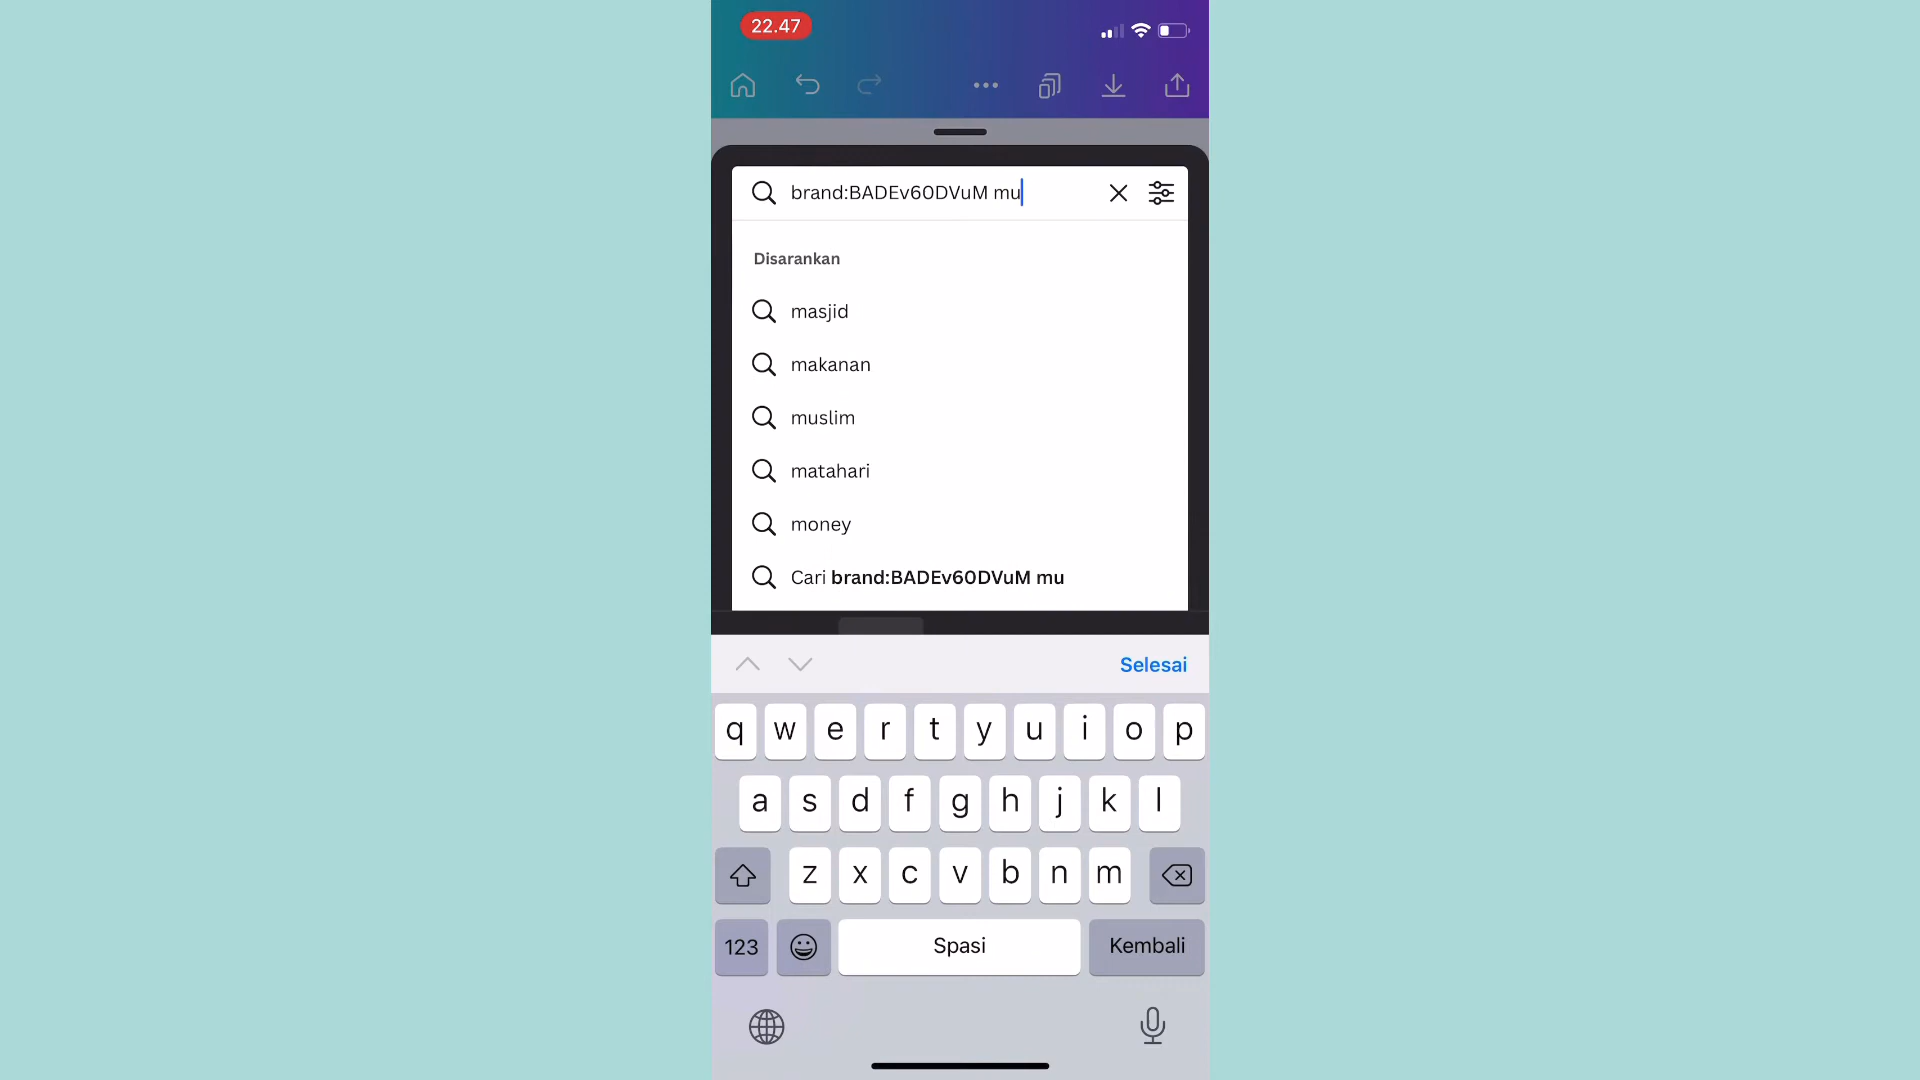 22.47
brand:BADEv60DVuM mu
Disarankan
masjid
makanan
muslim
matahari
money
Cari brand:BADEv60DVuM mu
Selesai
q w e r t y u i o p
a s d f g h j k l
z x c v b n m
123 Spasi Kembali